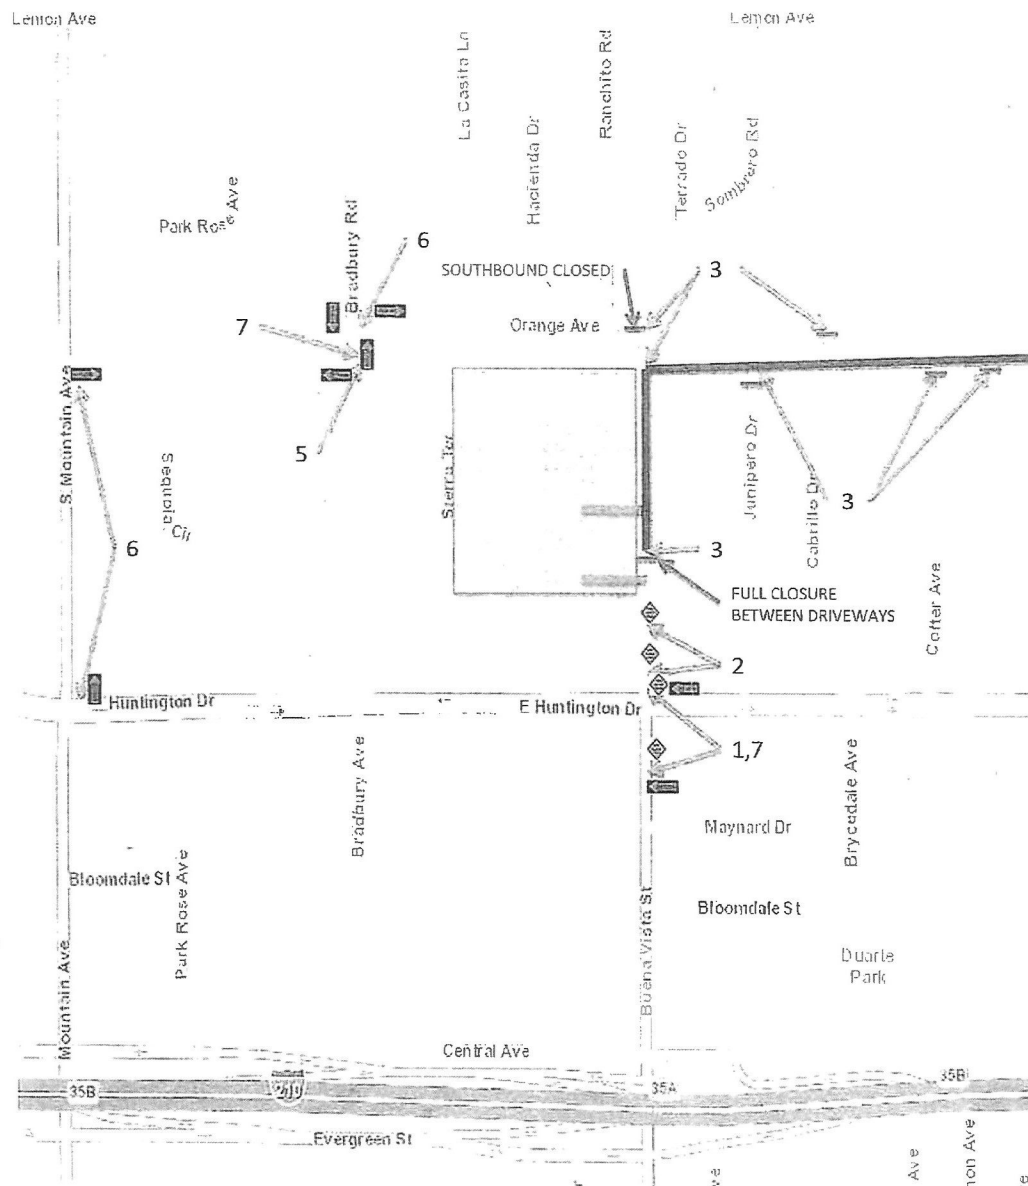 Lemon Ave
Lemon Ave
La Casita Ln
Hacienda Dr
Ranchito Rd
Terrado Dr
Sombrero Rd
Park Rose Ave
Bradbury Rd
6
SOUTHBOUND CLOSED
3
7
Orange Ave
S Mountain Ave
5
Sequoia Cir
Sierra Ter
Junipero Dr
Cabrillo Dr
3
6
3
FULL CLOSURE
BETWEEN DRIVEWAYS
Cotter Ave
2
Huntington Dr
E Huntington Dr
1,7
Bradbury Ave
Maynard Dr
Brycedale Ave
Bloomdale St
Park Rose Ave
Buena Vista St
Bloomdale St
Duarte
Park
Mountain Ave
Central Ave
35B
35A
35B
Evergreen St
Ave
Ave